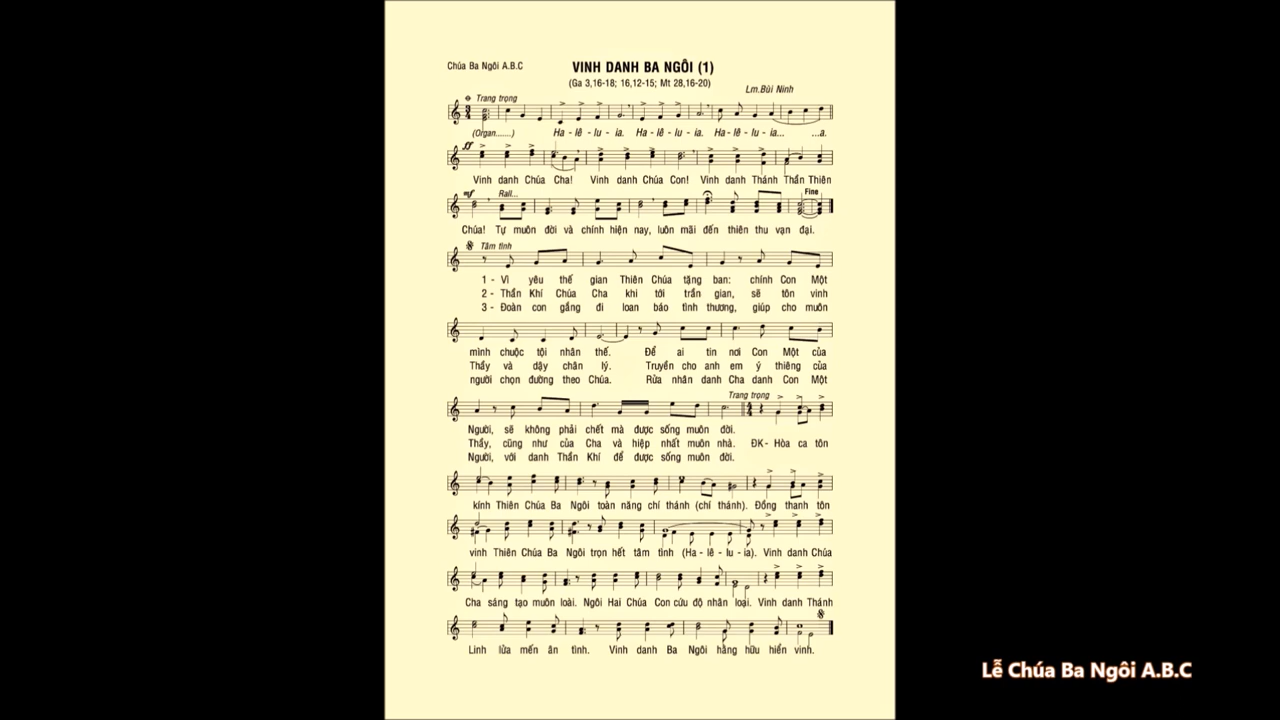 Chúa Ba Ngôi A.B.C
VINH DANH BA NGÔI (1)
(Ga 3,16-18; 16,12-15; Mt 28,16-20)
Lm.Bùi Ninh
Trang trọng
(Organ.......) Ha - lê - lu - ia. Ha - lê - lu - ia. Ha - lê - lu - ia... ...a.
ff
Vinh danh Chúa Cha! Vinh danh Chúa Con! Vinh danh Thánh Thần Thiên
mf Rall... Fine
Chúa! Tự muôn đời và chính hiện nay, luôn mãi đến thiên thu vạn đại.
Tâm tình
1 - Vì yêu thế gian Thiên Chúa tặng ban: chính Con Một
2 - Thần Khí Chúa Cha khi tới trần gian, sẽ tôn vinh
3 - Đoàn con gắng đi loan báo tình thương, giúp cho muôn
mình chuộc tội nhân thế. Để ai tin nơi Con Một của
Thầy và dậy chân lý. Truyền cho anh em ý thiêng của
người chọn đường theo Chúa. Rửa nhân danh Cha danh Con Một
Trang trọng
Người, sẽ không phải chết mà được sống muôn đời.
Thầy, cũng như của Cha và hiệp nhất muôn nhà. ĐK- Hòa ca tôn
Người, với danh Thần Khí để được sống muôn đời.
kính Thiên Chúa Ba Ngôi toàn năng chí thánh (chí thánh). Đồng thanh tôn
vinh Thiên Chúa Ba Ngôi trọn hết tâm tình (Ha - lê - lu - ia). Vinh danh Chúa
Cha sáng tạo muôn loài. Ngôi Hai Chúa Con cứu độ nhân loại. Vinh danh Thánh
Linh lửa mến ân tình. Vinh danh Ba Ngôi hằng hữu hiển vinh.
Lễ Chúa Ba Ngôi A.B.C